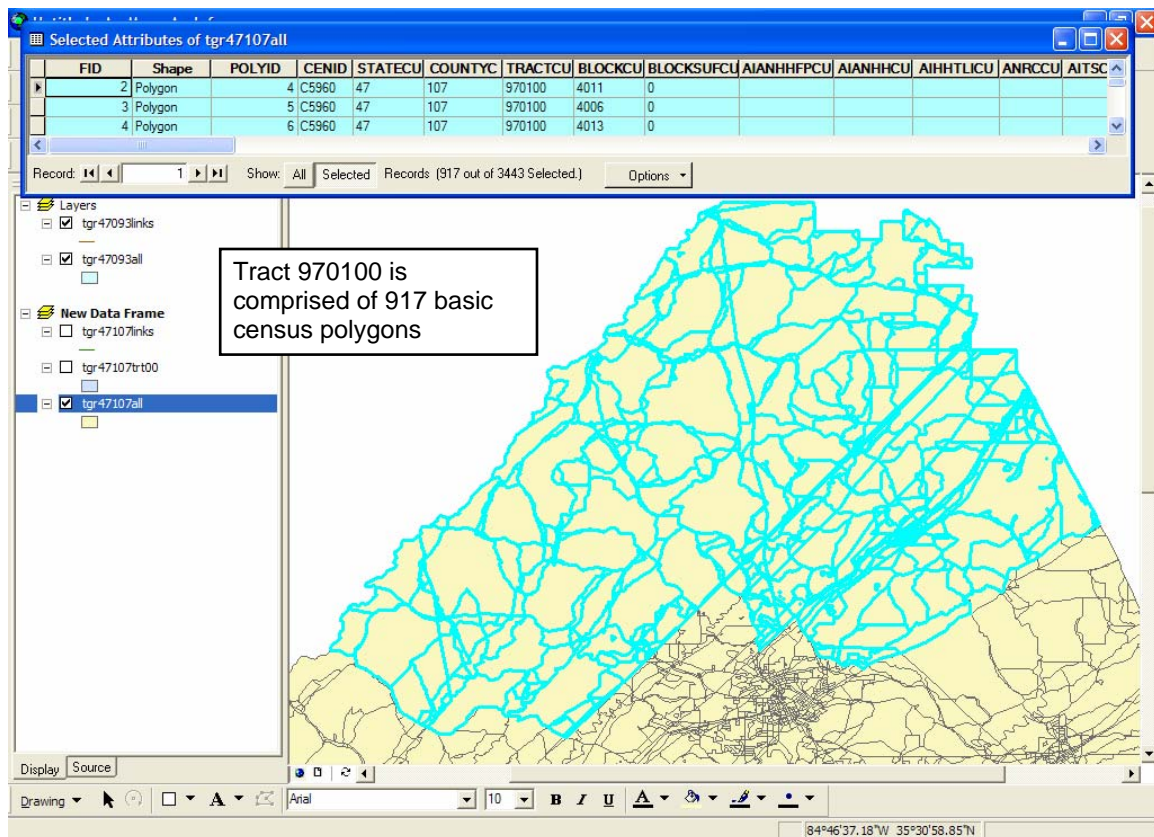 Selected Attributes of tgr47107all
FID Shape POLYID CENID STATECU COUNTYC TRACTCU BLOCKCU BLOCKSUFCU AIANHHFPCU AIANHHCU AIHHTLICU ANRCCU AITSC
2 Polygon 4 C5960 47 107 970100 4011 0
3 Polygon 5 C5960 47 107 970100 4006 0
4 Polygon 6 C5960 47 107 970100 4013 0
Record: 1 Show: All Selected Records (917 out of 3443 Selected.) Options
Layers
tgr47093links
tgr47093all
New Data Frame
tgr47107links
tgr47107trt00
tgr47107all
Tract 970100 is
comprised of 917 basic
census polygons
Display Source
Drawing A Arial 10 B I U A
84°46'37.18"W 35°30'58.85"N